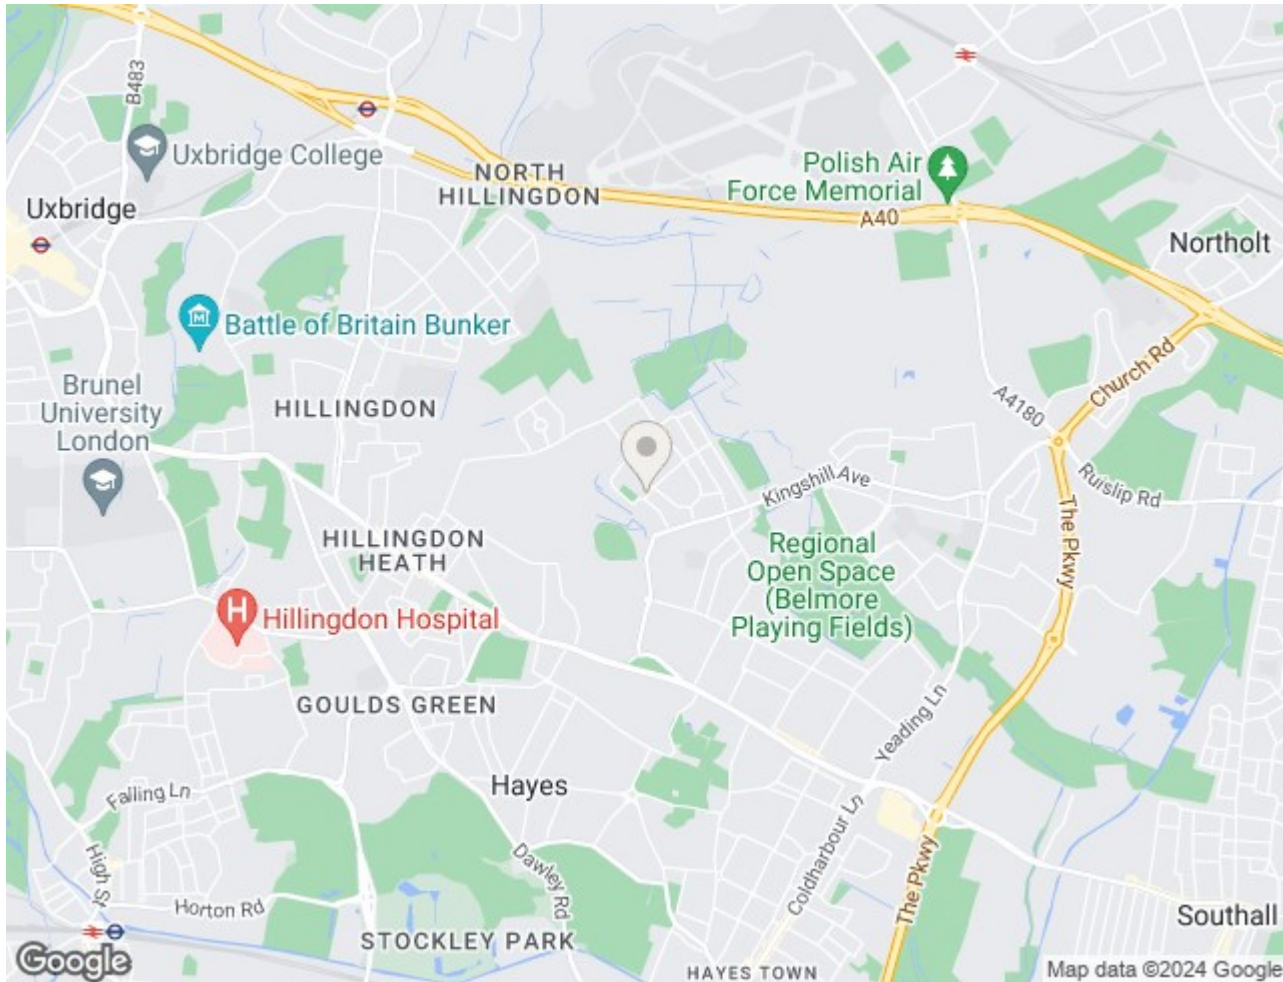 B483
Uxbridge College
NORTH
HILLINGDON
Polish Air
Force Memorial
A40
Uxbridge
Northolt
Battle of Britain Bunker
Church Rd
Brunel
University
London
HILLINGDON
A4180
Kingshill Ave
Ruislip Rd
The Pkwy
HILLINGDON
HEATH
Regional
Open Space
(Belmore
Playing Fields)
H
Hillingdon Hospital
GOULDS GREEN
Yeading Ln
Hayes
Falling Ln
Coldharbour Ln
High St
Dawley Rd
The Pkwy
Horton Rd
Southall
STOCKLEY PARK
Google
HAYES TOWN
Map data ©2024 Google